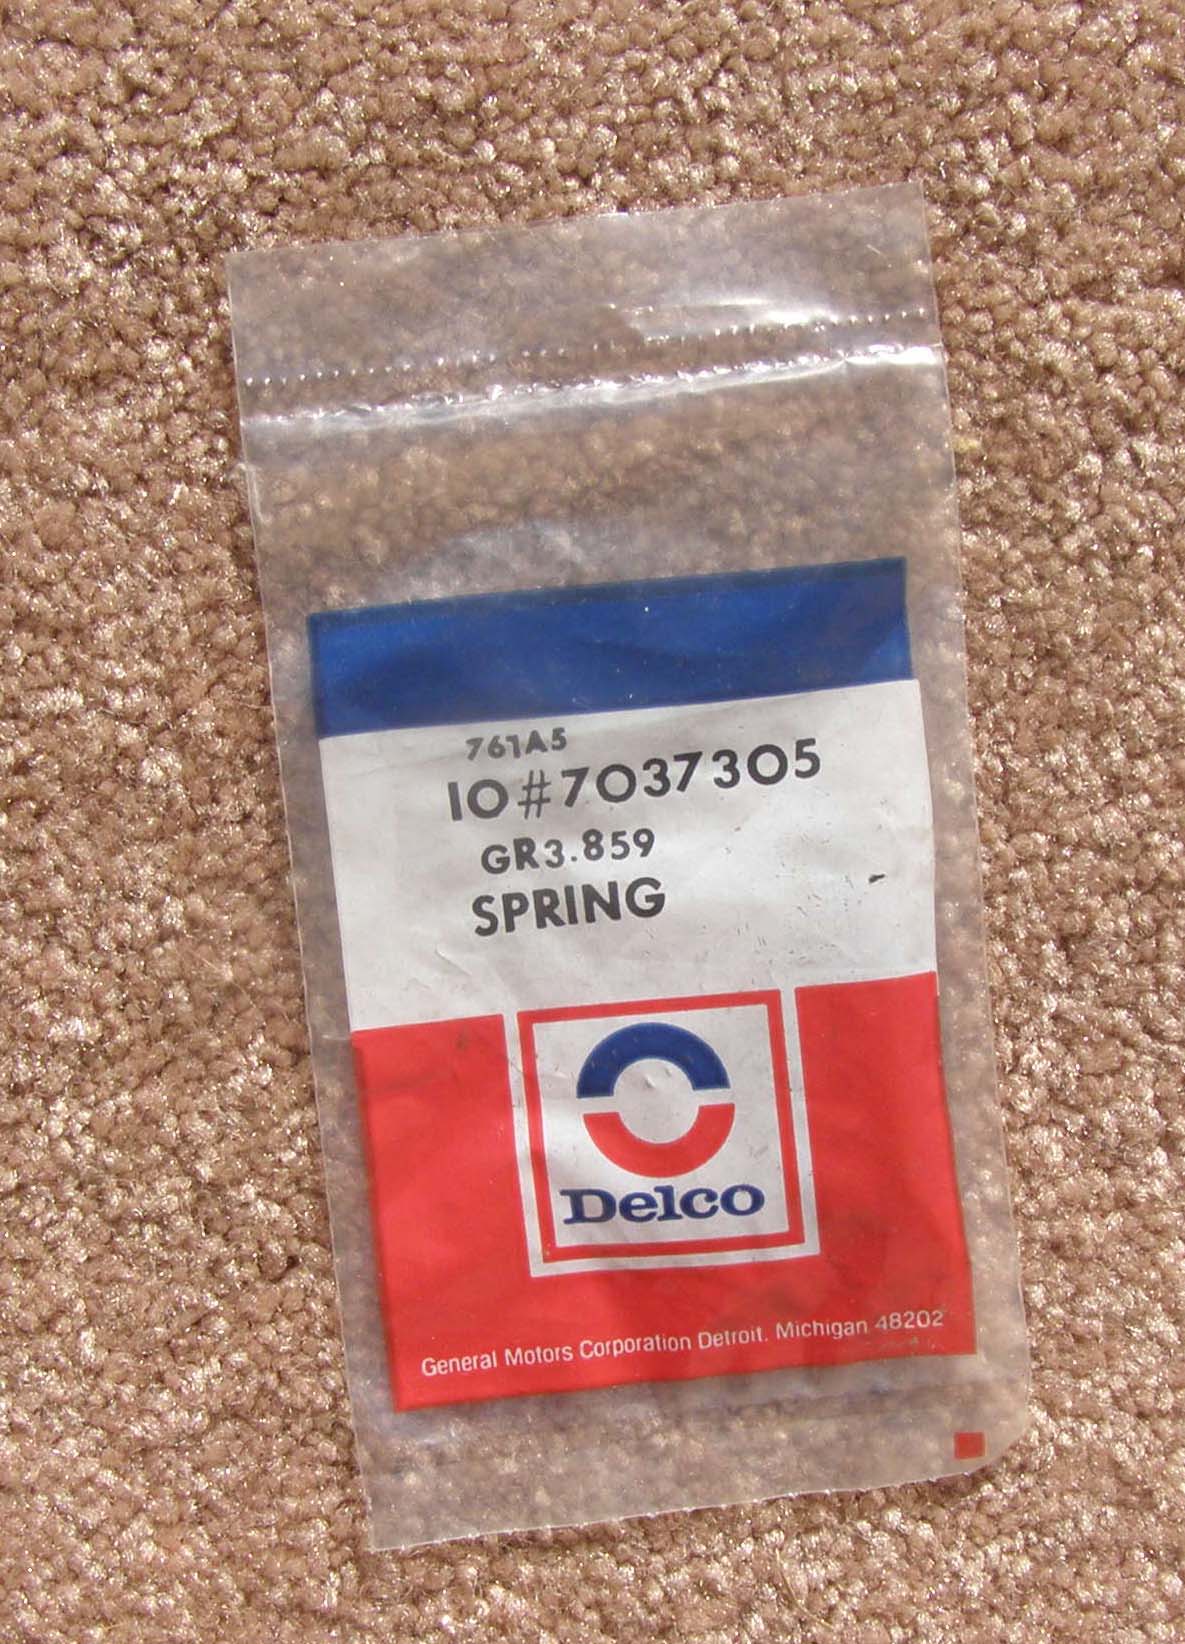 761A5
10#7037305
GR3.859
SPRING
Delco
General Motors Corporation Detroit. Michigan 48202